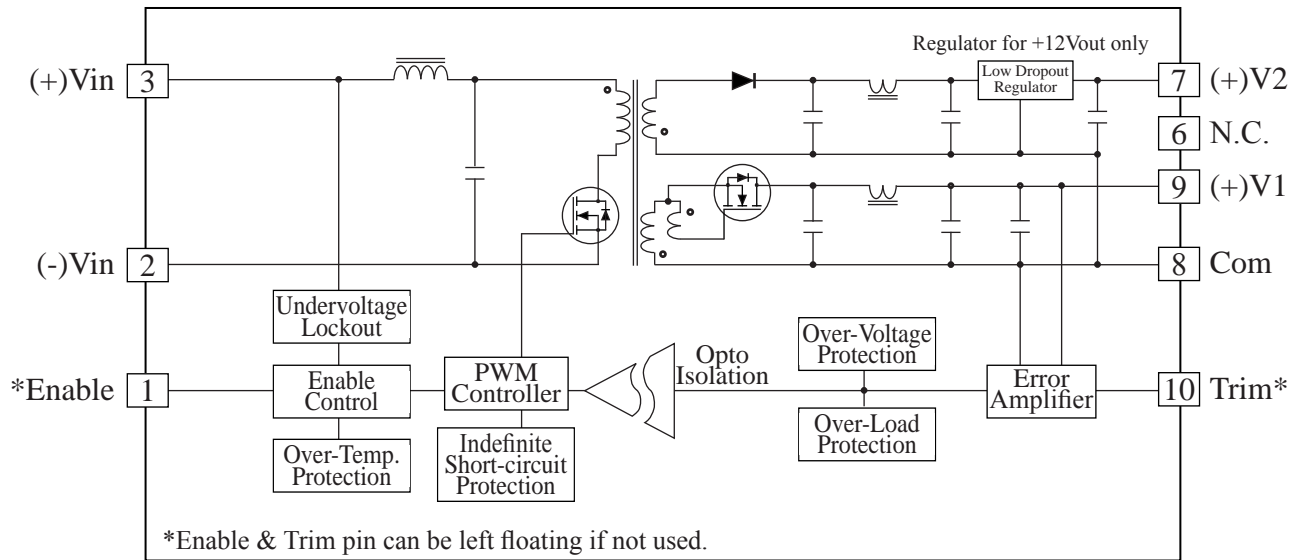 Regulator for +12Vout only
(+)Vin
3
Low Dropout
Regulator
7
(+)V2
6
N.C.
9
(+)V1
(-)Vin
2
8
Com
Undervoltage
Lockout
Over-Voltage
Protection
Opto
Isolation
*Enable
1
Enable
Control
PWM
Controller
Error
Amplifier
10
Trim*
Over-Temp.
Protection
Indefinite
Short-circuit
Protection
Over-Load
Protection
*Enable & Trim pin can be left floating if not used.